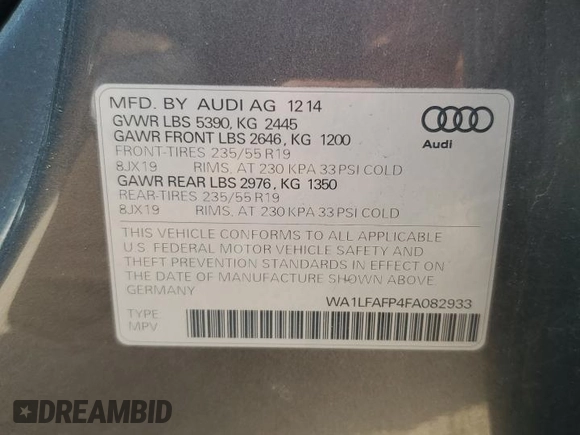 MFD. BY AUDI AG 12 14
GVWR LBS 5390, KG 2445
GAWR FRONT LBS 2646, KG 1200
FRONT-TIRES 235/55 R19
8JX19 RIMS, AT 230 KPA 33 PSI COLD
GAWR REAR LBS 2976, KG 1350
REAR-TIRES 235/55 R19
8JX19 RIMS, AT 230 KPA 33 PSI COLD
Audi
THIS VEHICLE CONFORMS TO ALL APPLICABLE
U.S. FEDERAL MOTOR VEHICLE SAFETY AND
THEFT PREVENTION STANDARDS IN EFFECT ON
THE DATE OF MANUFACTURE SHOWN ABOVE
GERMANY
WA1LFAFP4FA082933
TYPE:
MPV
DREAMBID